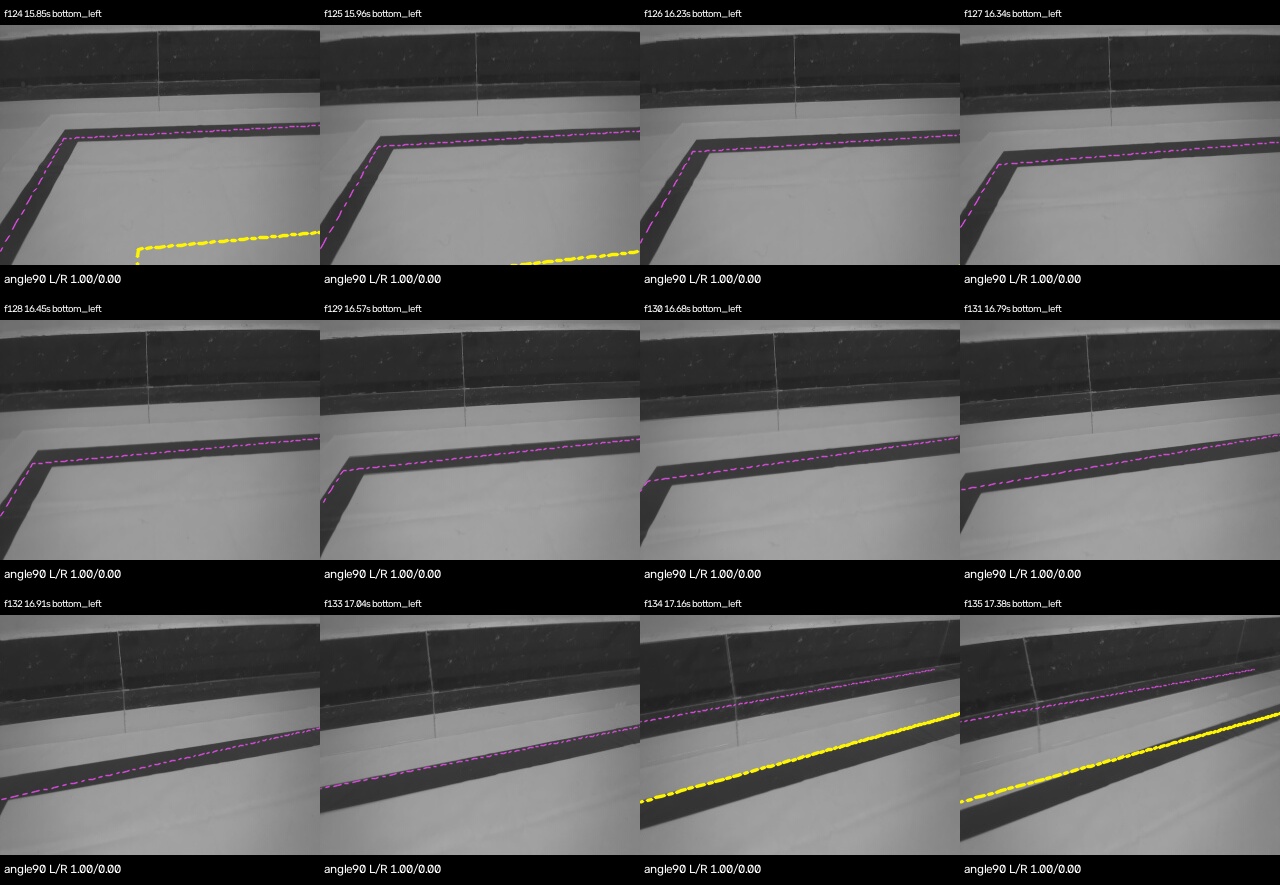 f124 15.85s bottom_left
f125 15.96s bottom_left
f126 16.23s bottom_left
f127 16.34s bottom_left
angle90 L/R 1.00/0.00
angle90 L/R 1.00/0.00
angle90 L/R 1.00/0.00
angle90 L/R 1.00/0.00
f128 16.45s bottom_left
f129 16.57s bottom_left
f130 16.68s bottom_left
f131 16.79s bottom_left
angle90 L/R 1.00/0.00
angle90 L/R 1.00/0.00
angle90 L/R 1.00/0.00
angle90 L/R 1.00/0.00
f132 16.91s bottom_left
f133 17.04s bottom_left
f134 17.16s bottom_left
f135 17.38s bottom_left
angle90 L/R 1.00/0.00
angle90 L/R 1.00/0.00
angle90 L/R 1.00/0.00
angle90 L/R 1.00/0.00